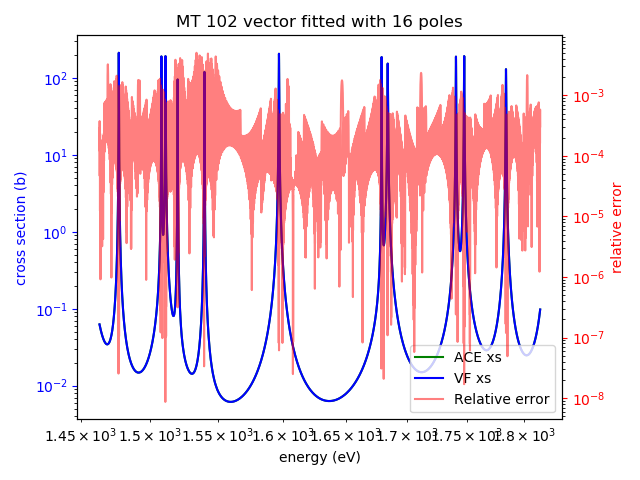 MT 102 vector fitted with 16 poles
cross section (b)
10²
10¹
10⁰
10⁻¹
10⁻²
10⁻³
10⁻⁴
10⁻⁵
10⁻⁶
10⁻⁷
10⁻⁸
relative error
ACE xs
VF xs
Relative error
1.45×10³ 1.5×10³ 1.55×10³ 1.6×10³ 1.65×10³ 1.7×10³ 1.75×10³ 1.8×10³
energy (eV)